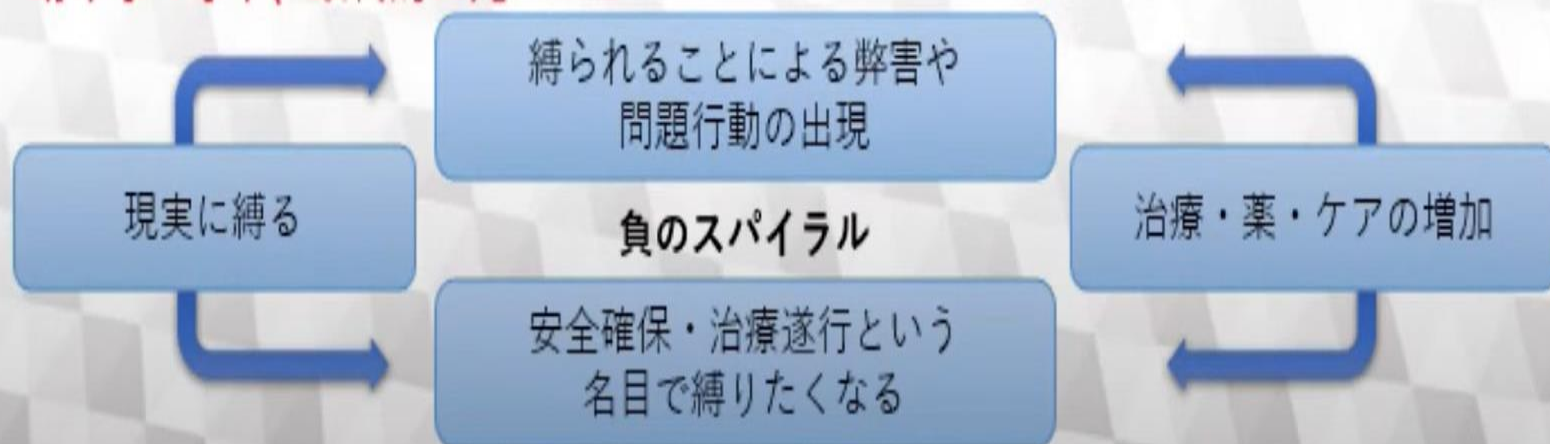 縛られることによる弊害や
問題行動の出現
現実に縛る
負のスパイラル
治療・薬・ケアの増加
安全確保・治療遂行という
名目で縛りたくなる